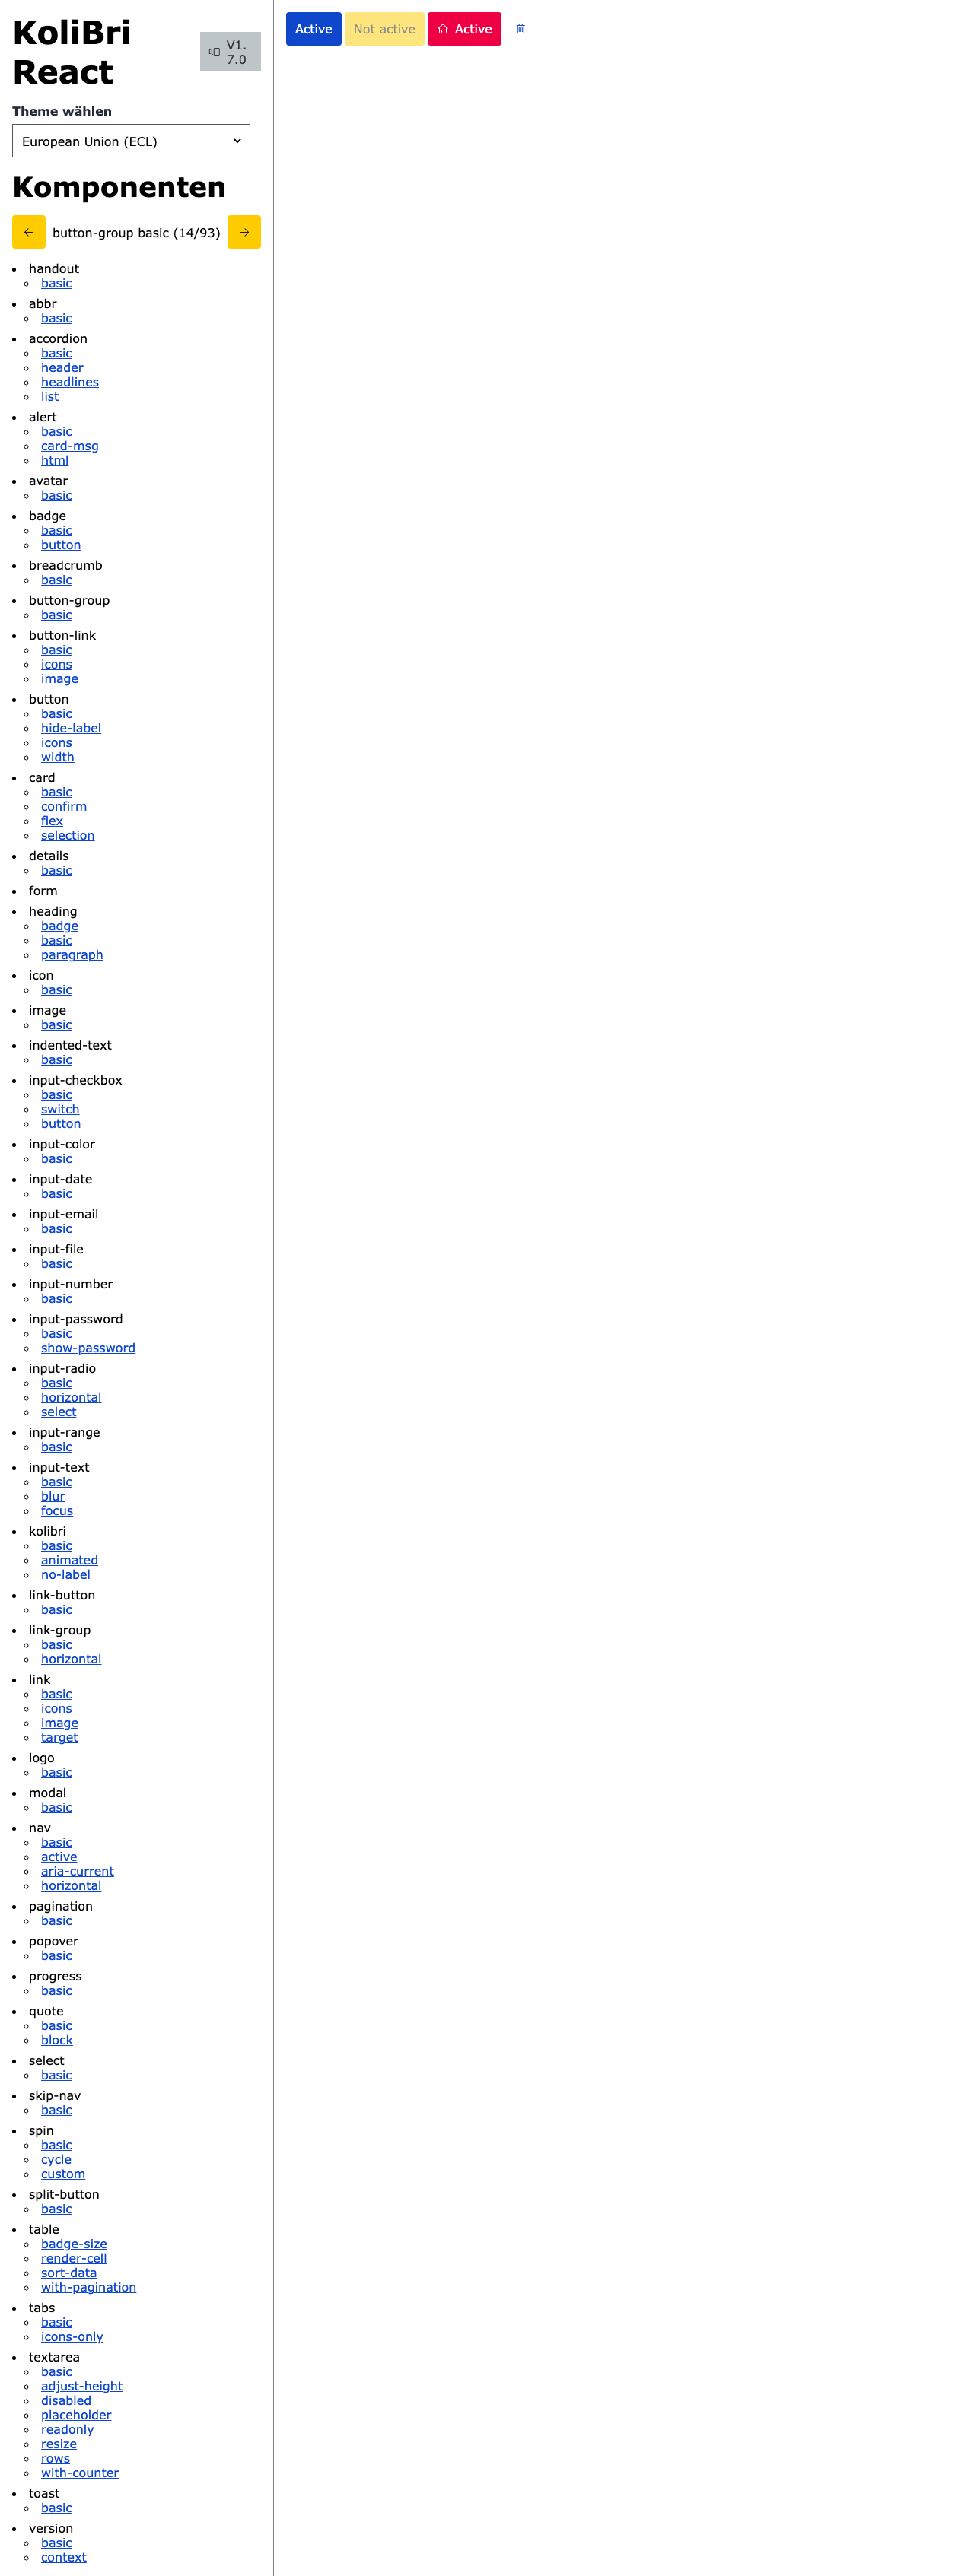 KoliBri
React
V1.
7.0
Theme wählen
European Union (ECL)
Komponenten
button-group basic (14/93)
handout
basic
abbr
basic
accordion
basic
header
headlines
list
alert
basic
card-msg
html
avatar
basic
badge
basic
button
breadcrumb
basic
button-group
basic
button-link
basic
icons
image
button
basic
hide-label
icons
width
card
basic
confirm
flex
selection
details
basic
form
heading
badge
basic
paragraph
icon
basic
image
basic
indented-text
basic
input-checkbox
basic
switch
button
input-color
basic
input-date
basic
input-email
basic
input-file
basic
input-number
basic
input-password
basic
show-password
input-radio
basic
horizontal
select
input-range
basic
input-text
basic
blur
focus
kolibri
basic
animated
no-label
link-button
basic
link-group
basic
horizontal
link
basic
icons
image
target
logo
basic
modal
basic
nav
basic
active
aria-current
horizontal
pagination
basic
popover
basic
progress
basic
quote
basic
block
select
basic
skip-nav
basic
spin
basic
cycle
custom
split-button
basic
table
badge-size
render-cell
sort-data
with-pagination
tabs
basic
icons-only
textarea
basic
adjust-height
disabled
placeholder
readonly
resize
rows
with-counter
toast
basic
version
basic
context
Active
Not active
Active